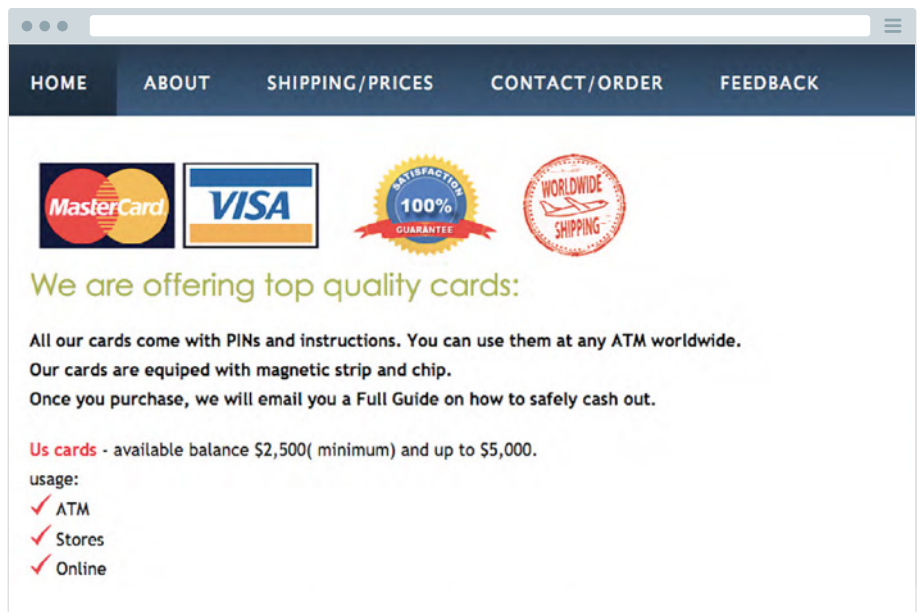 HOME ABOUT SHIPPING/PRICES CONTACT/ORDER FEEDBACK
MasterCard VISA SATISFACTION 100% GUARANTEE WORLDWIDE SHIPPING
We are offering top quality cards:
All our cards come with PINs and instructions. You can use them at any ATM worldwide.
Our cards are equiped with magnetic strip and chip.
Once you purchase, we will email you a Full Guide on how to safely cash out.
Us cards - available balance $2,500( minimum) and up to $5,000.
usage:
ATM
Stores
Online